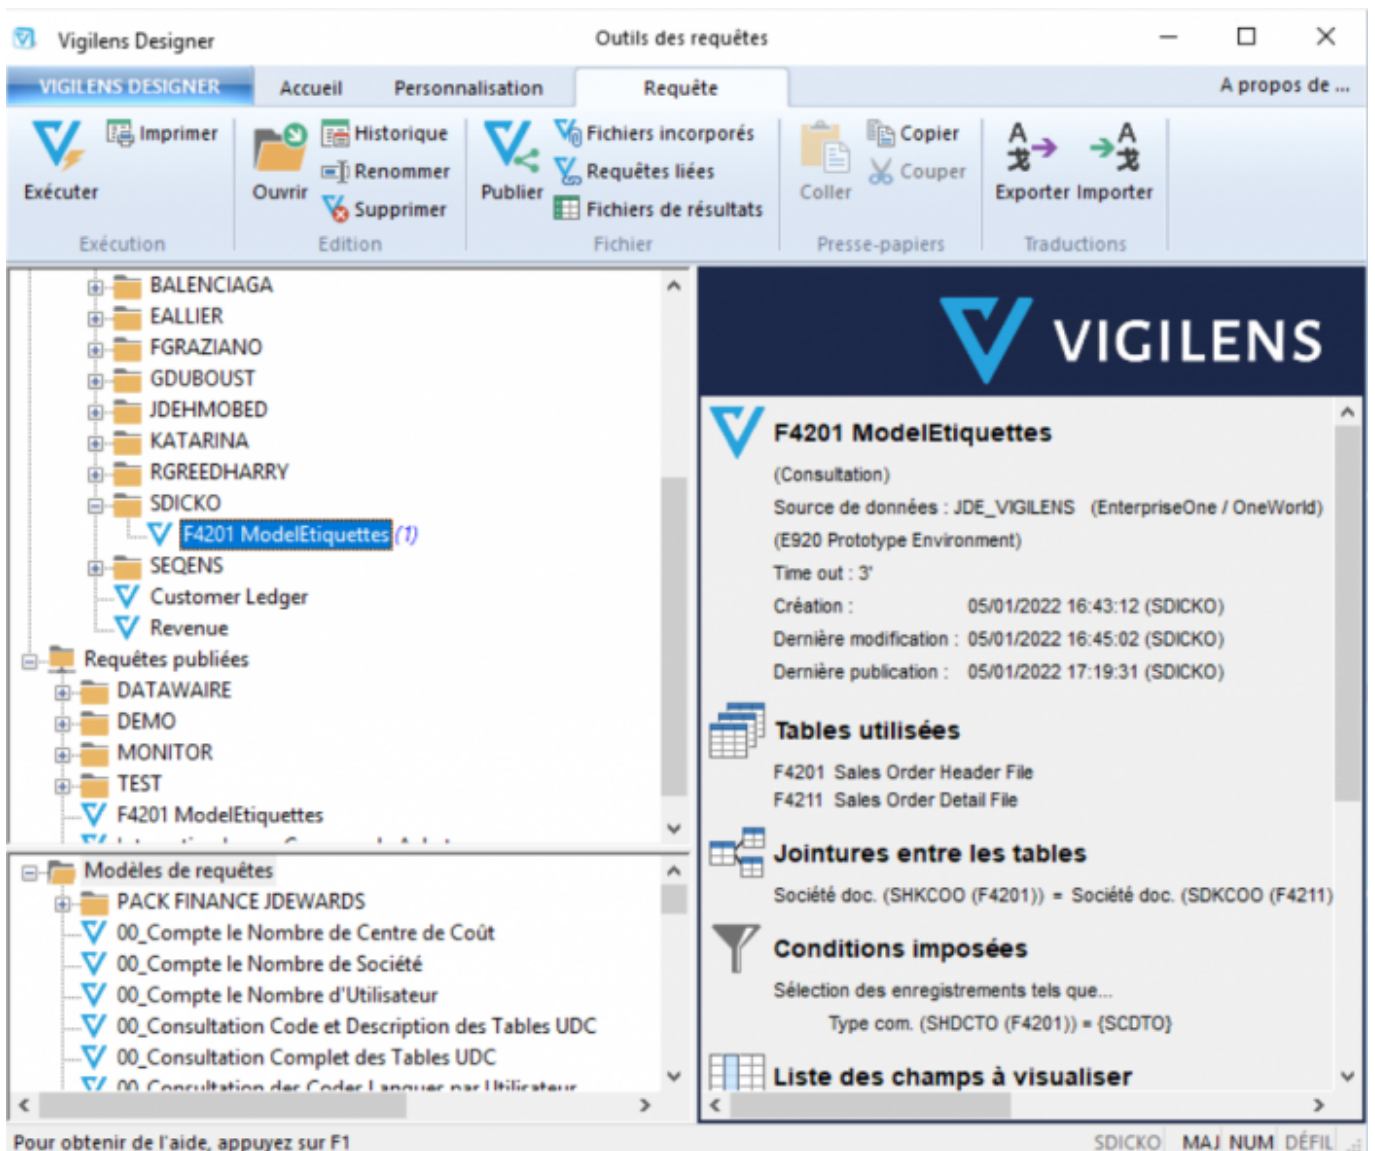 Vigilens Designer
Outils des requêtes
VIGILENS DESIGNER
Accueil
Personnalisation
Requête
A propos de ...
Exécuter
Imprimer
Exécution
Ouvrir
Historique
Renommer
Supprimer
Edition
Publier
Fichiers incorporés
Requêtes liées
Fichiers de résultats
Fichier
Coller
Copier
Couper
Presse-papiers
Exporter
Importer
Traductions
BALENCIAGA
EALLIER
FGRAZIANO
GDUBOUST
JDEHMOBED
KATARINA
RGREEDHARRY
SDICKO
F4201 ModelEtiquettes (1)
SEQENS
Customer Ledger
Revenue
Requêtes publiées
DATAWAIRE
DEMO
MONITOR
TEST
F4201 ModelEtiquettes
Modèles de requêtes
PACK FINANCE JDEWARDS
00_Compte le Nombre de Centre de Coût
00_Compte le Nombre de Société
00_Compte le Nombre d'Utilisateur
00_Consultation Code et Description des Tables UDC
00_Consultation Complet des Tables UDC
00_Consultation des Codes Langues par Utilisateur
VIGILENS
F4201 ModelEtiquettes
(Consultation)
Source de données : JDE_VIGILENS (EnterpriseOne / OneWorld)
(E920 Prototype Environment)
Time out : 3'
Création : 05/01/2022 16:43:12 (SDICKO)
Dernière modification : 05/01/2022 16:45:02 (SDICKO)
Dernière publication : 05/01/2022 17:19:31 (SDICKO)
Tables utilisées
F4201 Sales Order Header File
F4211 Sales Order Detail File
Jointures entre les tables
Société doc. (SHKCOO (F4201)) = Société doc. (SDKCOO (F4211)
Conditions imposées
Sélection des enregistrements tels que...
Type com. (SHDCTO (F4201)) = {SCDTO}
Liste des champs à visualiser
Pour obtenir de l'aide, appuyez sur F1
SDICKO MAJ NUM DÉFIL